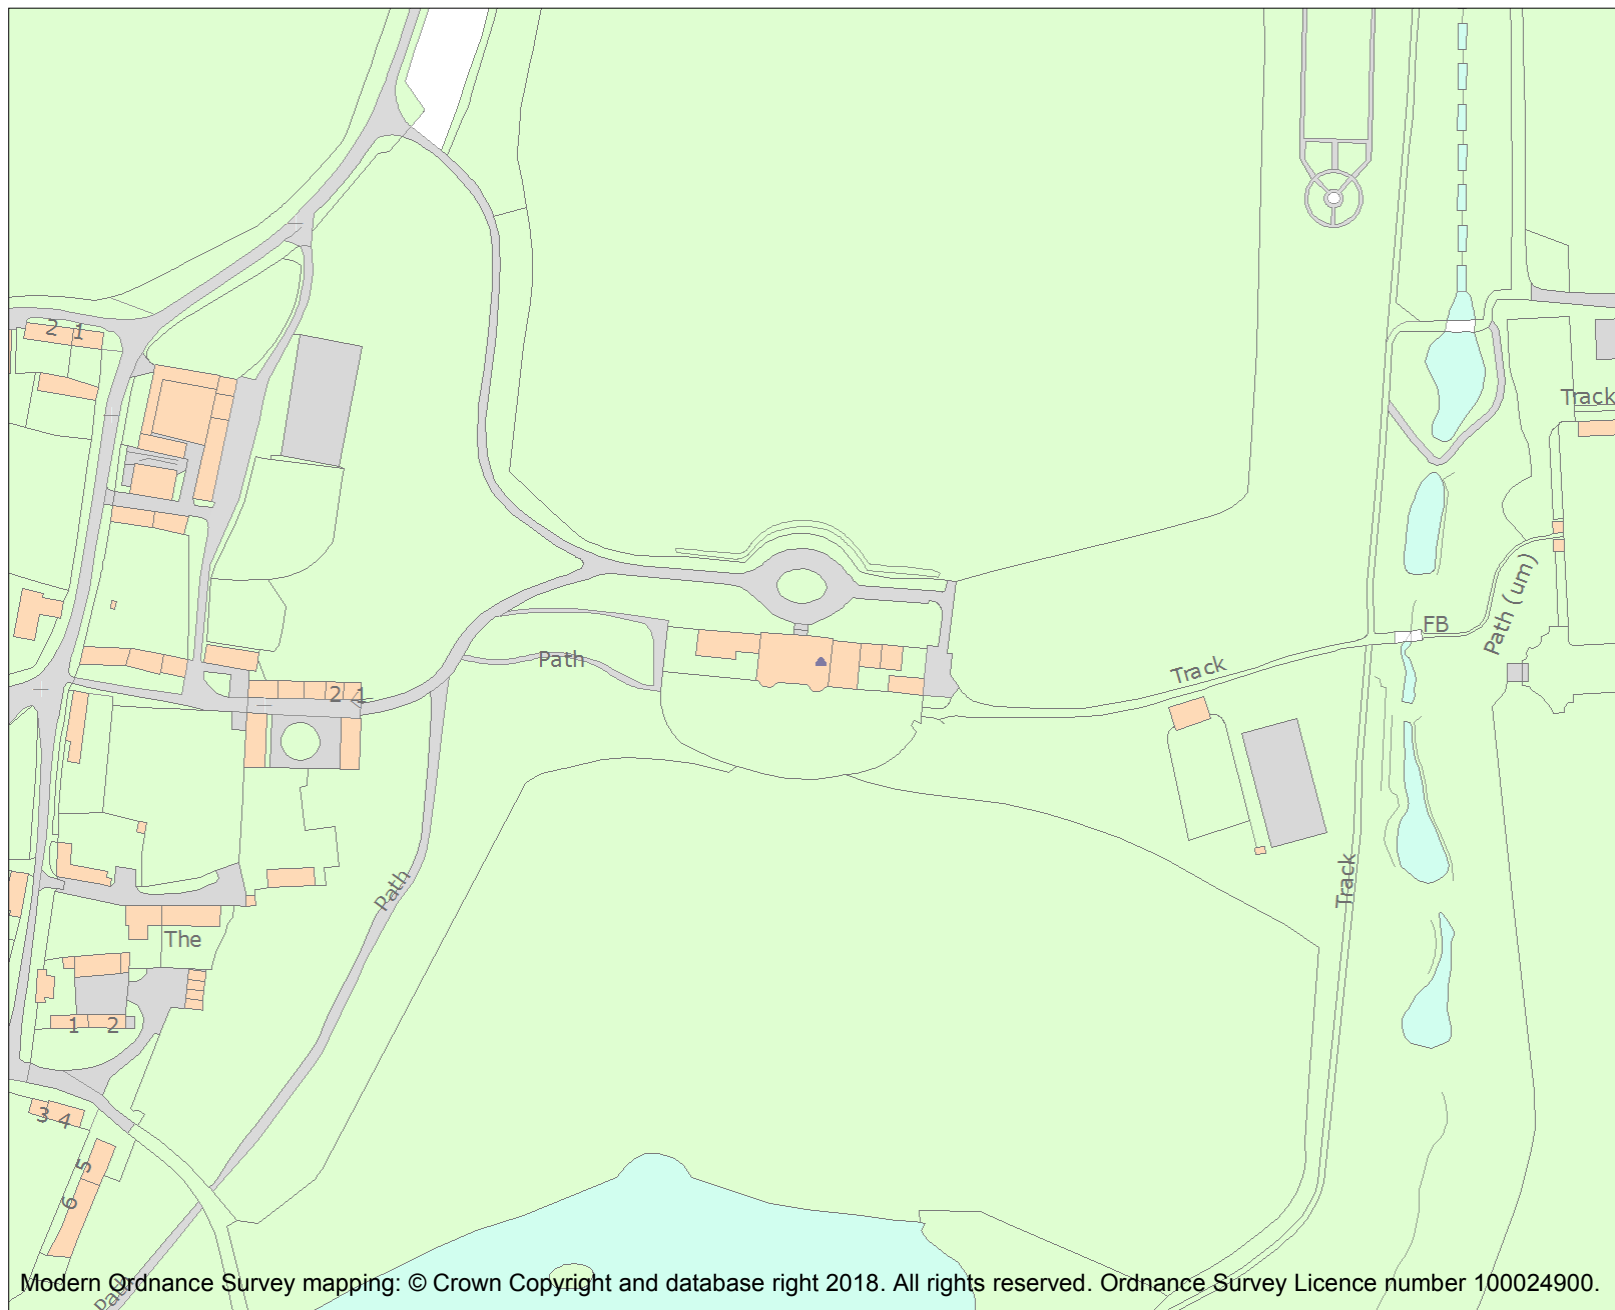 2 1
Track
FB
Path (um)
Path
Track
2 1
Track
Path
The
1 2
3 4
5
6
Path
Modern Ordnance Survey mapping: © Crown Copyright and database right 2018. All rights reserved. Ordnance Survey Licence number 100024900.